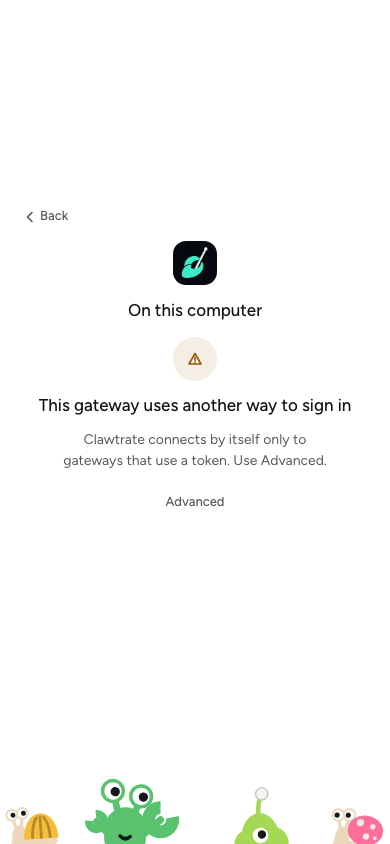 Back
On this computer
This gateway uses another way to sign in
Clawtrate connects by itself only to
gateways that use a token. Use Advanced.
Advanced